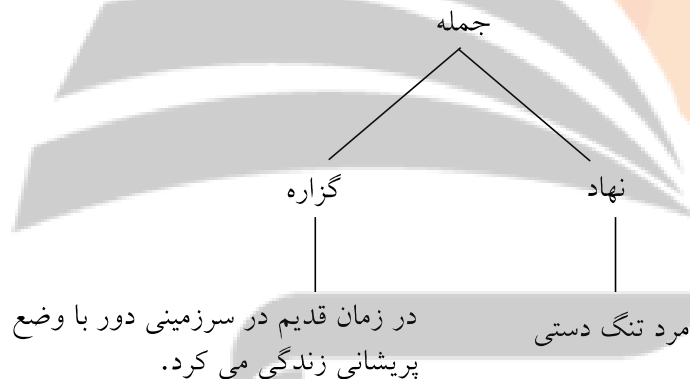 جمله
نهاد
گزاره
مرد تنگ دستی
در زمان قدیم در سرزمینی دور با وضع
پریشانی زندگی می کرد.